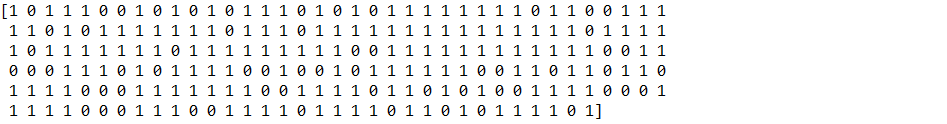 [1 0 1 1 1 0 0 1 0 1 0 1 0 1 1 1 0 1 0 1 0 1 1 1 1 1 1 1 1 0 1 1 0 0 1 1 1
1 1 0 1 0 1 1 1 1 1 1 1 0 1 1 1 0 1 1 1 1 1 1 1 1 1 1 1 1 1 1 1 0 1 1 1 1
1 0 1 1 1 1 1 1 1 0 1 1 1 1 1 1 1 1 1 0 0 1 1 1 1 1 1 1 1 1 1 1 1 0 0 1 1
0 0 0 1 1 1 0 1 0 1 1 1 1 0 0 1 0 0 1 0 1 1 1 1 1 1 0 0 1 1 0 1 1 0 1 1 0
1 1 1 1 0 0 0 1 1 1 1 1 1 1 0 0 1 1 1 1 0 1 1 0 1 0 1 0 0 1 1 1 1 0 0 0 1
1 1 1 1 0 0 0 1 1 1 0 0 1 1 1 1 0 1 1 1 1 0 1 1 0 1 0 1 1 1 1 0 1]